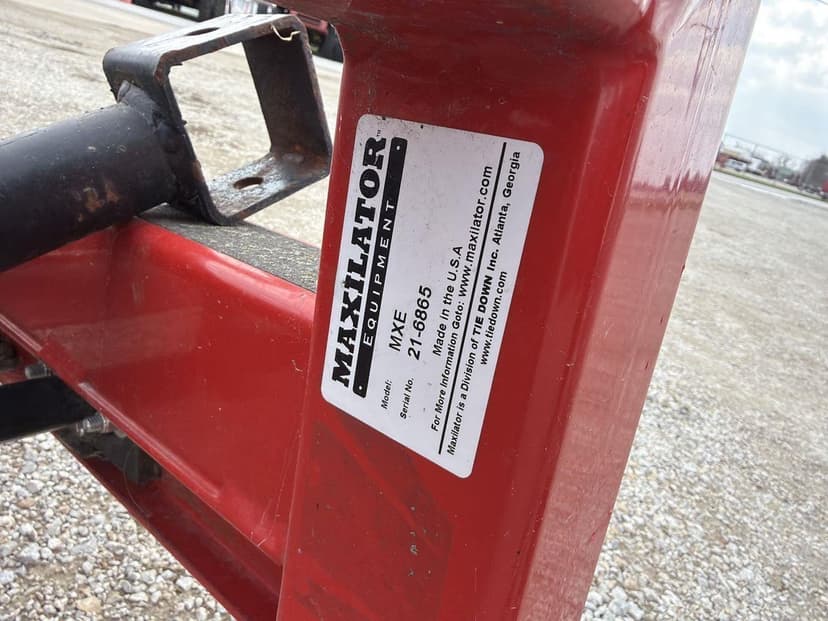 MAXILATOR™
EQUIPMENT
Model: MXE
Serial No. 21-6865
Made in the U.S.A
For More Information Goto: www.maxilator.com
Maxilator is a Division of TIE DOWN Inc. Atlanta, Georgia
www.tiedown.com